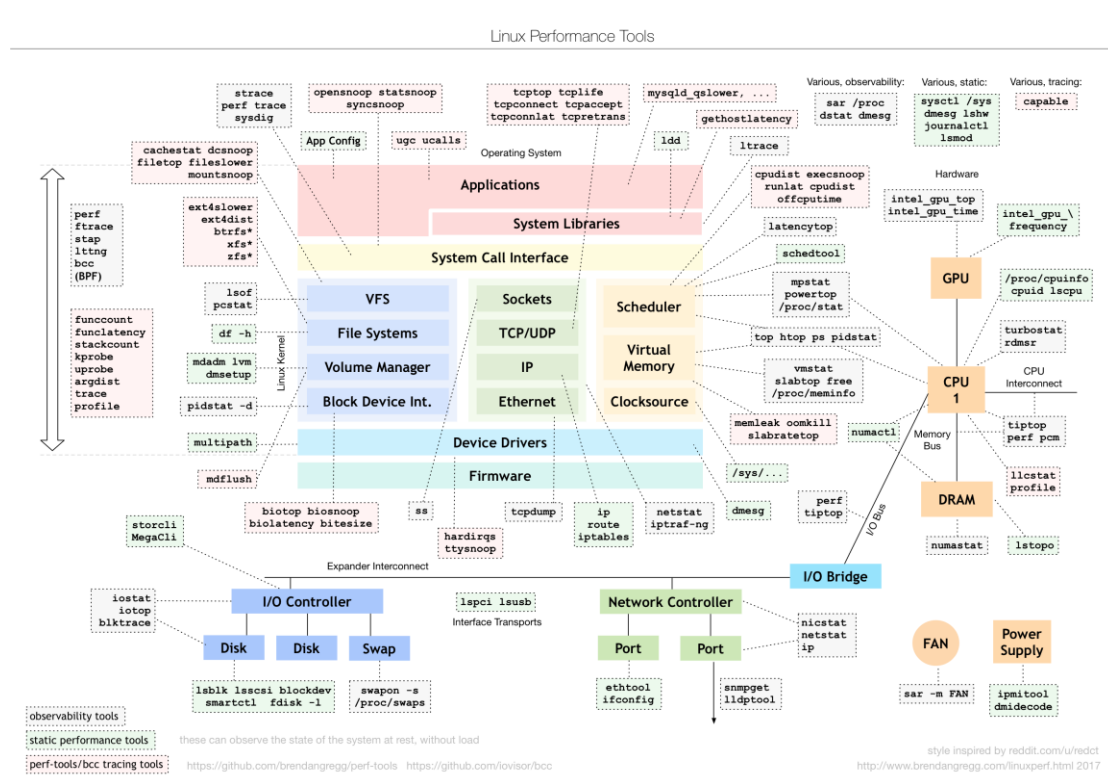 Linux Performance Tools
Various, observability:
sar /proc
dstat dmesg
Various, static:
sysctl /sys
dmesg lshw
journalctl
lsmod
Various, tracing:
capable
strace
perf trace
sysdig
opensnoop statsnoop
syncsnoop
tcptop tcplife
tcpconnect tcpaccept
tcpconnlat tcpretrans
mysqld_qslower, ...
gethostlatency
App Config
ugc ucalls
Operating System
ldd
ltrace
cachestat dcsnoop
filetop fileslower
mountsnoop
Applications
System Libraries
System Call Interface
cpudist execsnoop
runlat cpudist
offcputime
Hardware
intel_gpu_top
intel_gpu_time
intel_gpu_\
frequency
perf
ftrace
stap
lttng
bcc
(BPF)
ext4slower
ext4dist
btrfs*
xfs*
zfs*
latencytop
schedtool
lsof
pcstat
VFS
Sockets
Scheduler
mpstat
powertop
/proc/stat
GPU
/proc/cpuinfo
cpuid lscpu
funccount
funclatency
stackcount
kprobe
uprobe
argdist
trace
profile
df -h
Linux Kernel
File Systems
TCP/UDP
top htop ps pidstat
turbostat
rdmsr
mdadm lvm
dmsetup
Volume Manager
IP
Virtual
Memory
vmstat
slabtop free
/proc/meminfo
CPU
1
CPU
Interconnect
pidstat -d
Block Device Int.
Ethernet
Clocksource
memleak oomkill
slabratetop
numactl
Memory
Bus
tiptop
perf pcm
multipath
Device Drivers
mdflush
Firmware
/sys/...
llcstat
profile
DRAM
biotop biosnoop
biolatency bitesize
ss
hardirqs
ttysnoop
tcpdump
ip
route
iptables
netstat
iptraf-ng
dmesg
perf
tiptop
I/O Bus
numastat
lstopo
storcli
MegaCli
Expander Interconnect
I/O Bridge
iostat
iotop
blktrace
I/O Controller
lspci lsusb
Interface Transports
Network Controller
nicstat
netstat
ip
Disk
Disk
Swap
Port
Port
FAN
Power
Supply
lsblk lsscsi blockdev
smartctl fdisk -l
swapon -s
/proc/swaps
ethtool
ifconfig
snmpget
lldptool
sar -m FAN
ipmitool
dmidecode
observability tools
static performance tools
these can observe the state of the system at rest, without load
perf-tools/bcc tracing tools
https://github.com/brendangregg/perf-tools https://github.com/iovisor/bcc
style inspired by reddit.com/u/redct
http://www.brendangregg.com/linuxperf.html 2017